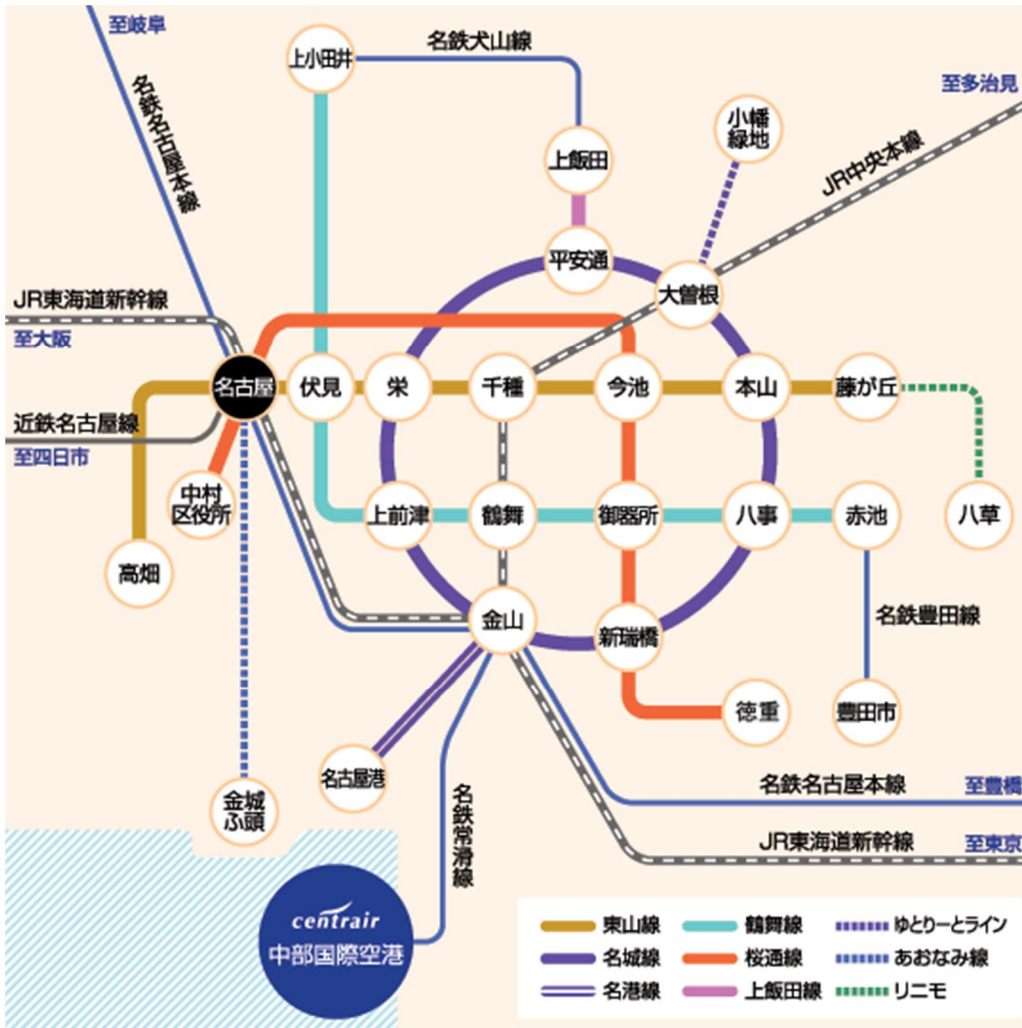 至岐阜
名鉄名古屋本線
上小田井
名鉄犬山線
至多治見
小幡
緑地
上飯田
JR中央本線
平安通
大曽根
JR東海道新幹線
至大阪
名古屋
伏見
栄
千種
今池
本山
藤が丘
近鉄名古屋線
至四日市
中村
区役所
上前津
鶴舞
御器所
八事
赤池
八草
高畑
金山
新瑞橋
名鉄豊田線
徳重
豊田市
名古屋港
金城
ふ頭
名鉄常滑線
名鉄名古屋本線
至豊橋
JR東海道新幹線
至東京
centrair
中部国際空港
東山線
鶴舞線
ゆとりーとライン
名城線
桜通線
あおなみ線
名港線
上飯田線
リニモ